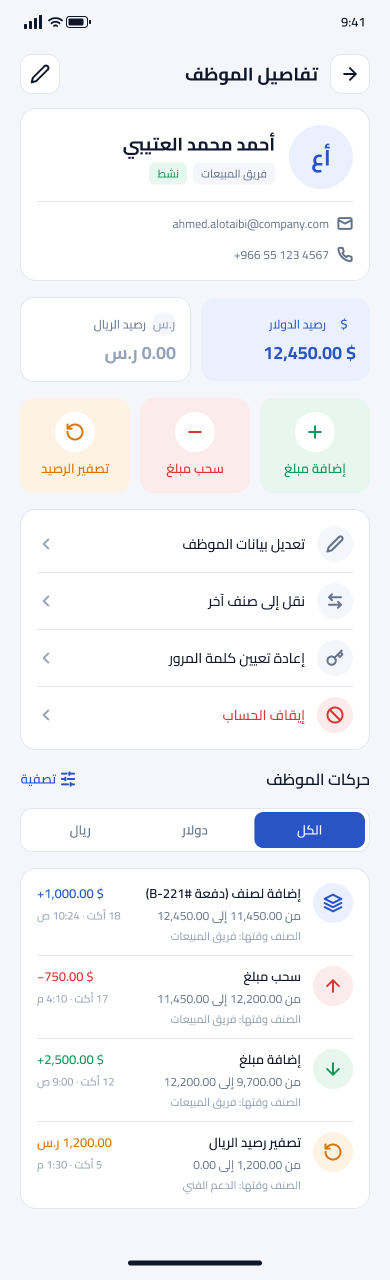 9:41
تفاصيل الموظف
أع
أحمد محمد العتيبي
فريق المبيعات
نشط
ahmed.alotaibi@company.com
+966 55 123 4567
$ رصيد الدولار
12,450.00 $
ر.س رصيد الريال
0.00 ر.س
إضافة مبلغ
سحب مبلغ
تصفير الرصيد
تعديل بيانات الموظف
نقل إلى صنف آخر
إعادة تعيين كلمة المرور
إيقاف الحساب
حركات الموظف
تصفية
الكل
دولار
ريال
إضافة لصنف (دفعة #B-221)
+1,000.00 $
من 11,450.00 إلى 12,450.00
18 أكت · 10:24 ص
الصنف وقتها: فريق المبيعات
سحب مبلغ
−750.00 $
من 12,200.00 إلى 11,450.00
17 أكت · 4:10 م
الصنف وقتها: فريق المبيعات
إضافة مبلغ
+2,500.00 $
من 9,700.00 إلى 12,200.00
12 أكت · 9:00 ص
الصنف وقتها: فريق المبيعات
تصفير رصيد الريال
1,200.00 ر.س
من 1,200.00 إلى 0.00
5 أكت · 1:30 م
الصنف وقتها: الدعم الفني